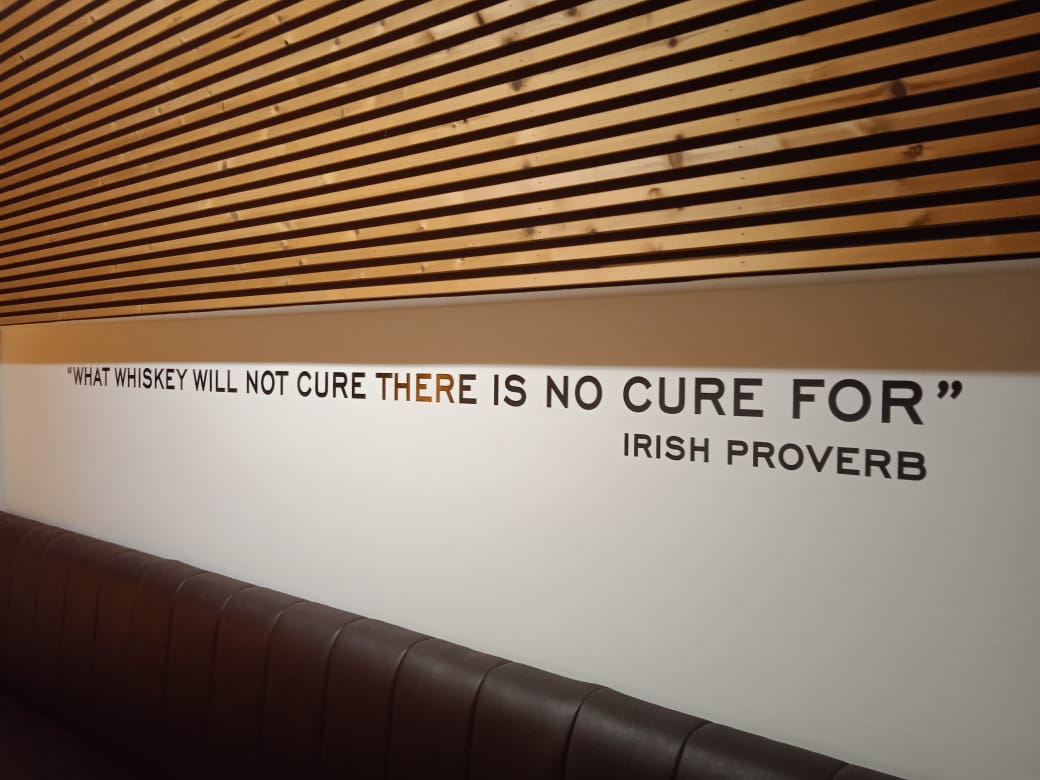 “WHAT WHISKEY WILL NOT CURE THERE IS NO CURE FOR”
IRISH PROVERB